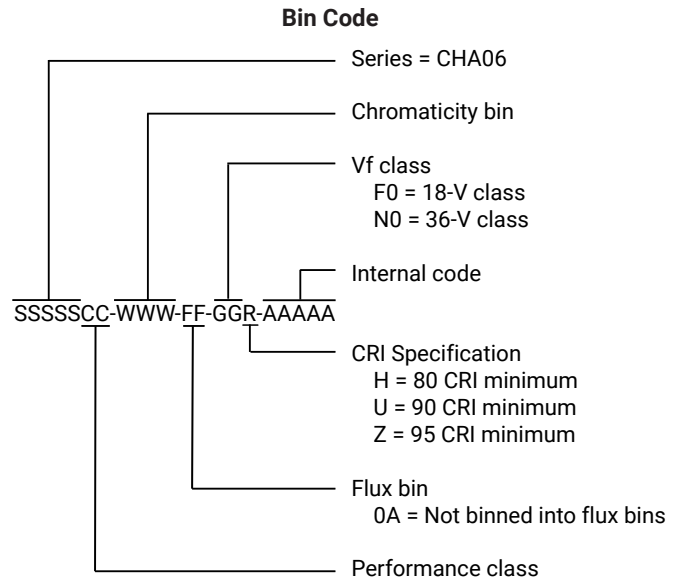 Bin Code
Series = CHA06
Chromaticity bin
Vf class
F0 = 18-V class
N0 = 36-V class
Internal code
SSSSSCC-WWW-FF-GGR-AAAAA
CRI Specification
H = 80 CRI minimum
U = 90 CRI minimum
Z = 95 CRI minimum
Flux bin
0A = Not binned into flux bins
Performance class